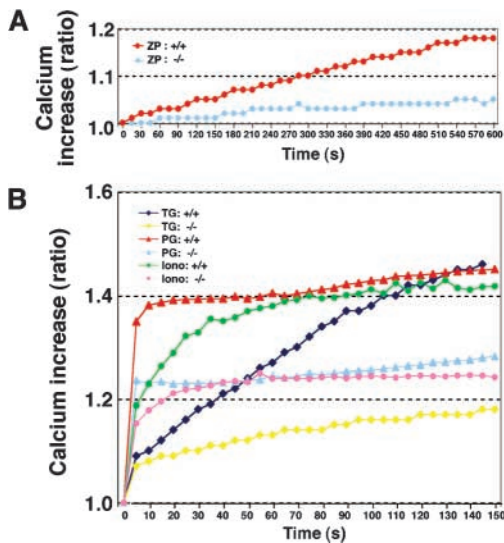 A
Calcium
increase (ratio)
1.2
1.1
1.0
ZP : +/+
ZP : -/-
0 30 60 90 120 150 180 210 240 270 300 330 360 390 420 450 480 510 540 570 600
Time (s)
B
Calcium increase (ratio)
1.6
1.4
1.2
1.0
TG: +/+
TG: -/-
PG: +/+
PG: -/-
Iono: +/+
Iono: -/-
0 10 20 30 40 50 60 70 80 90 100 110 120 130 140 150
Time (s)